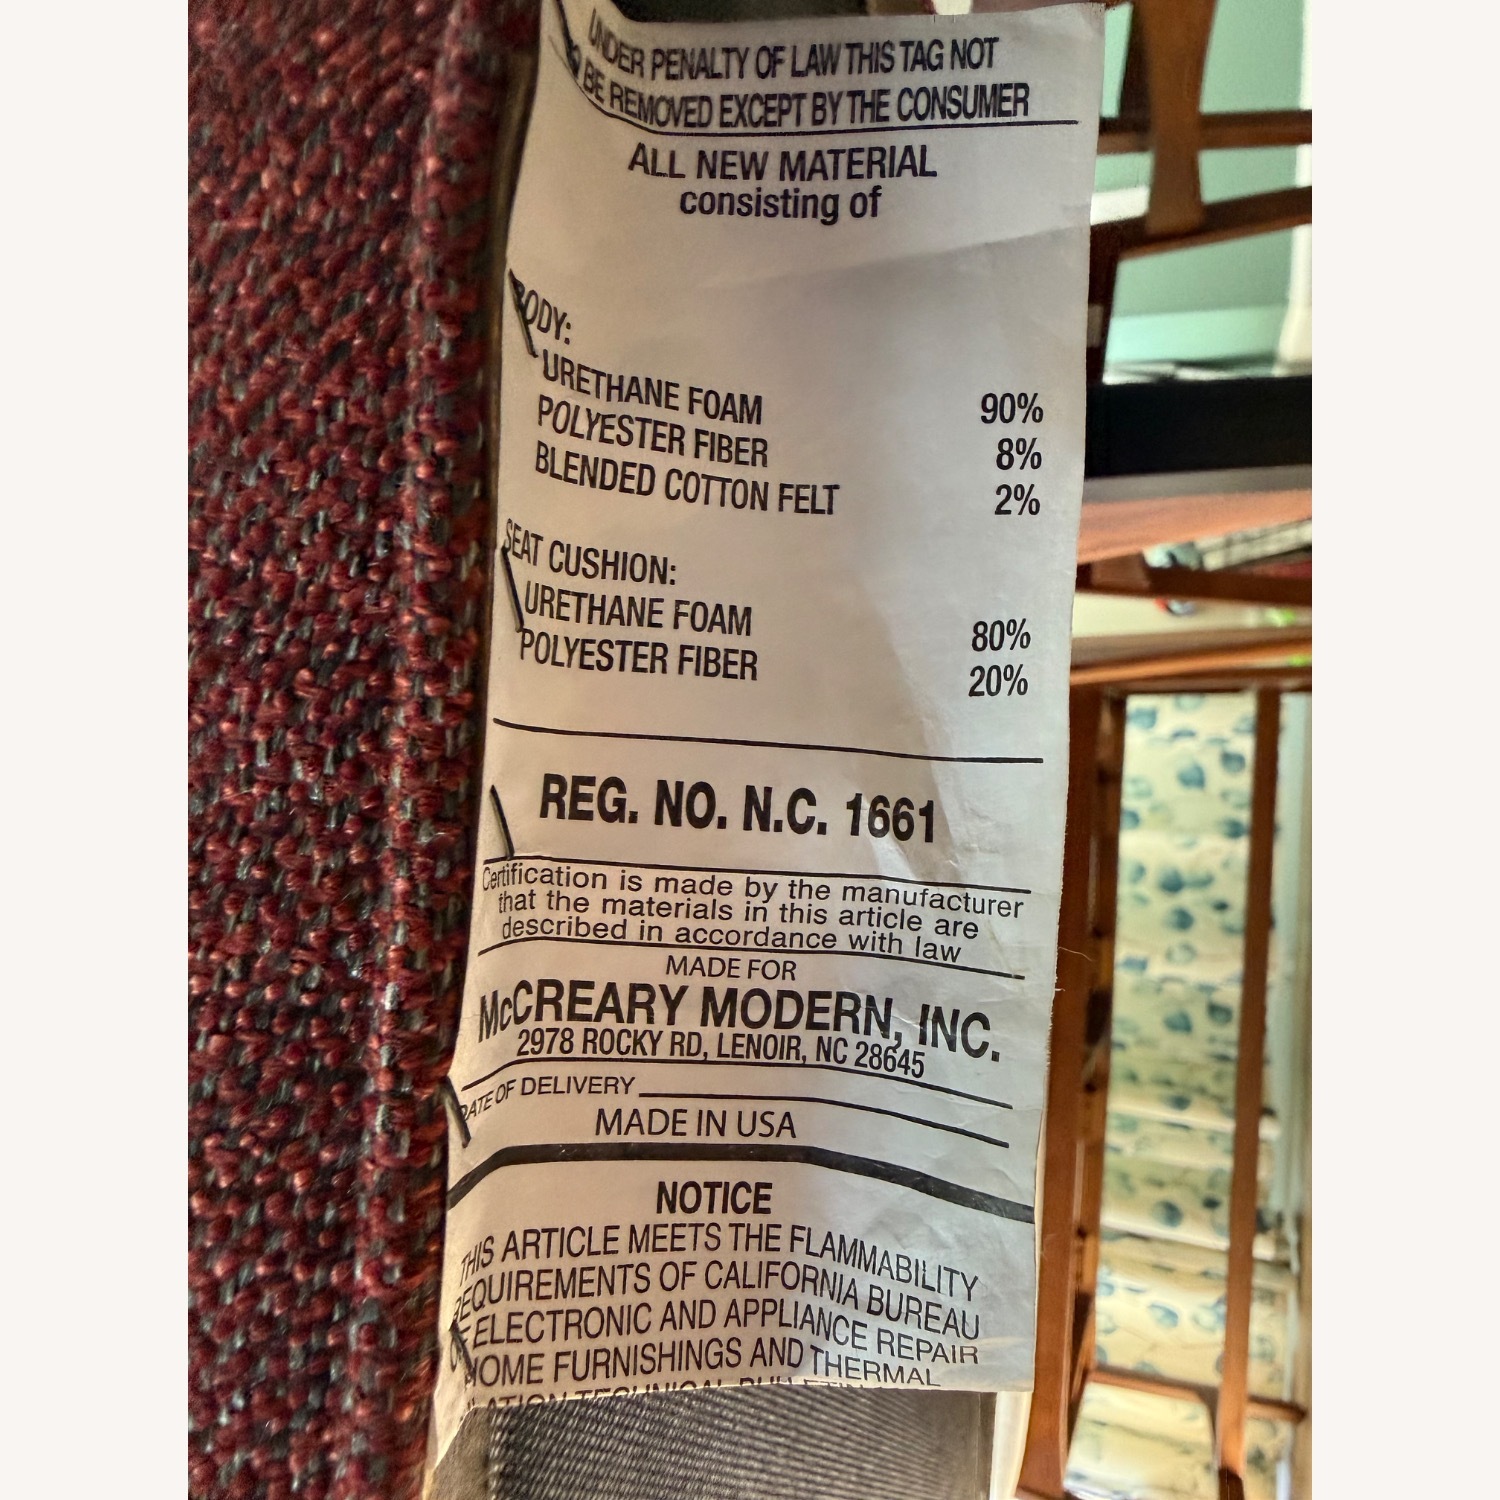 UNDER PENALTY OF LAW THIS TAG NOT
BE REMOVED EXCEPT BY THE CONSUMER
ALL NEW MATERIAL
consisting of
BODY:
URETHANE FOAM 90%
POLYESTER FIBER 8%
BLENDED COTTON FELT 2%
SEAT CUSHION:
URETHANE FOAM 80%
POLYESTER FIBER 20%
REG. NO. N.C. 1661
Certification is made by the manufacturer
that the materials in this article are
described in accordance with law
MADE FOR
McCREARY MODERN, INC.
2978 ROCKY RD, LENOIR, NC 28645
DATE OF DELIVERY
MADE IN USA
NOTICE
THIS ARTICLE MEETS THE FLAMMABILITY
REQUIREMENTS OF CALIFORNIA BUREAU
OF ELECTRONIC AND APPLIANCE REPAIR
HOME FURNISHINGS AND THERMAL
TECHNICAL BULLETIN